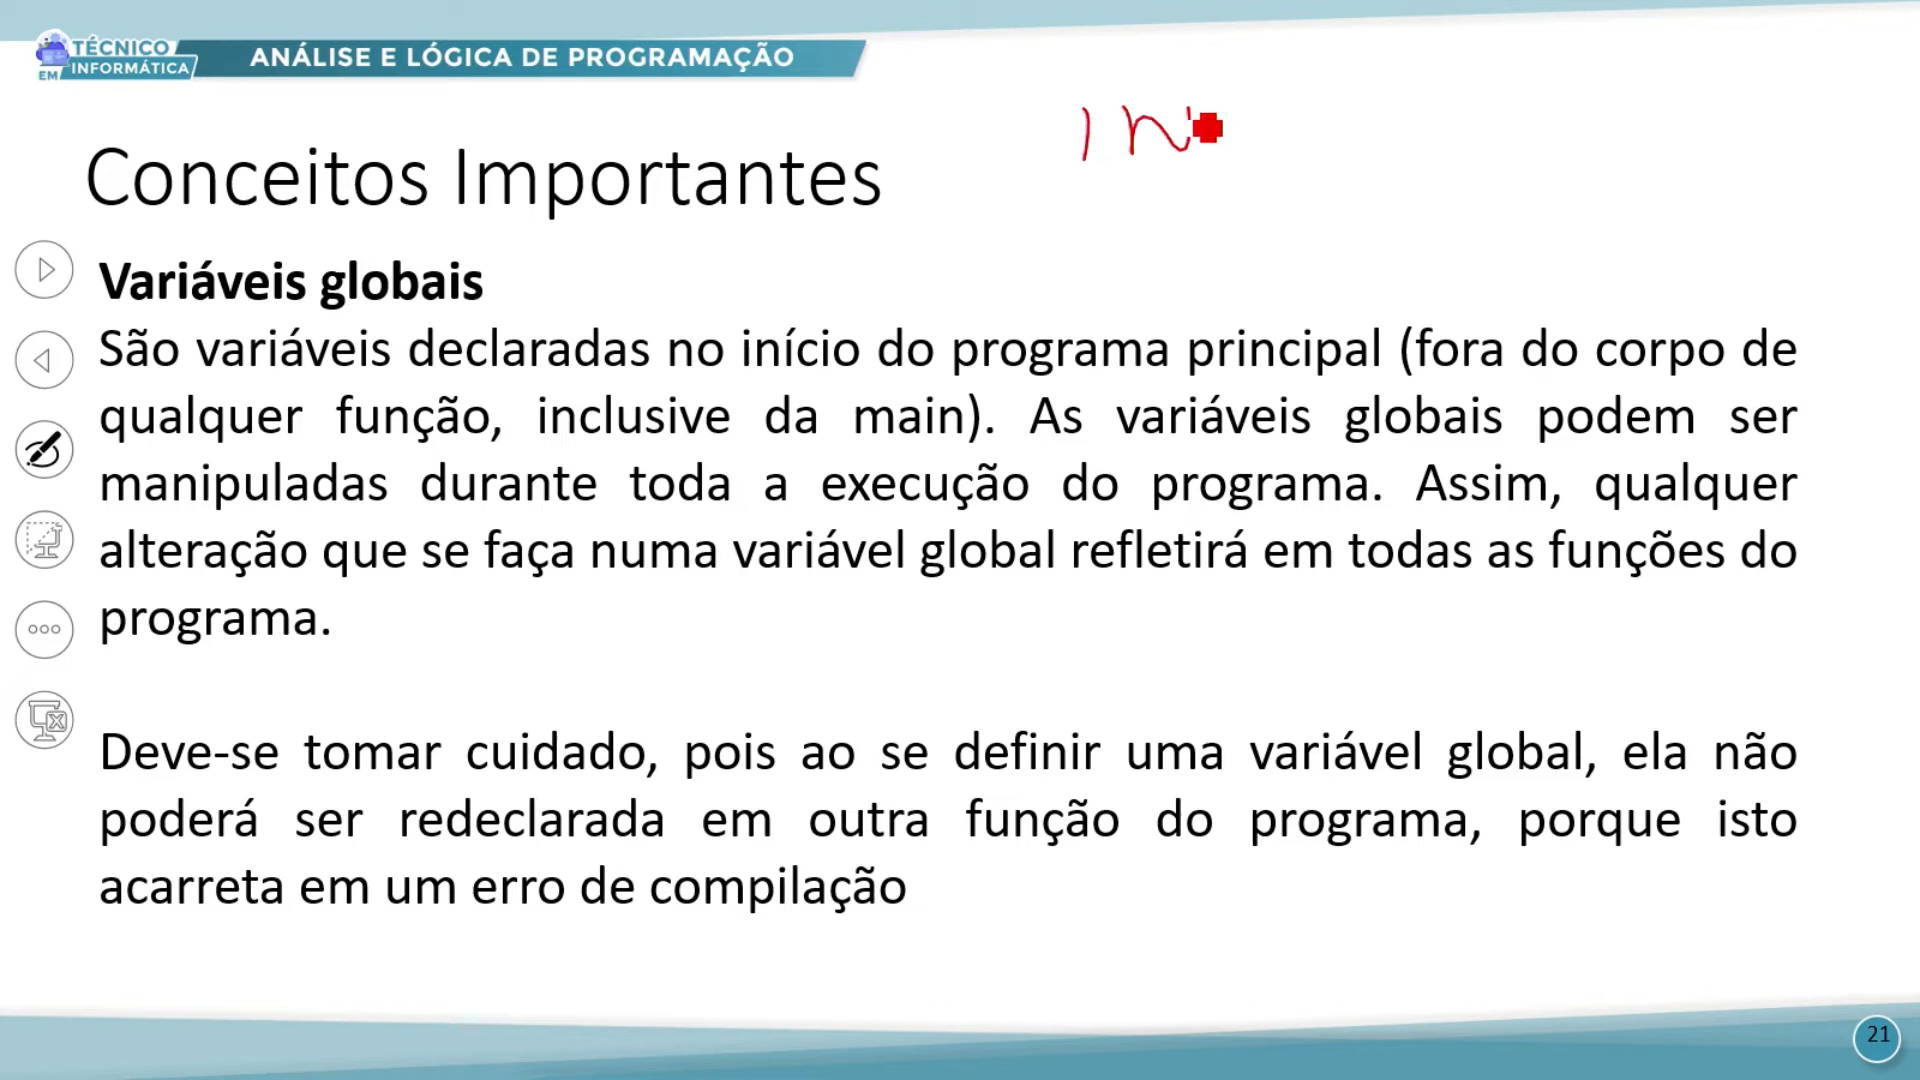 TÉCNICO
EM INFORMÁTICA
ANÁLISE E LÓGICA DE PROGRAMAÇÃO
Conceitos Importantes
Variáveis globais
São variáveis declaradas no início do programa principal (fora do corpo de
qualquer função, inclusive da main). As variáveis globais podem ser
manipuladas durante toda a execução do programa. Assim, qualquer
alteração que se faça numa variável global refletirá em todas as funções do
programa.
Deve-se tomar cuidado, pois ao se definir uma variável global, ela não
poderá ser redeclarada em outra função do programa, porque isto
acarreta em um erro de compilação
21